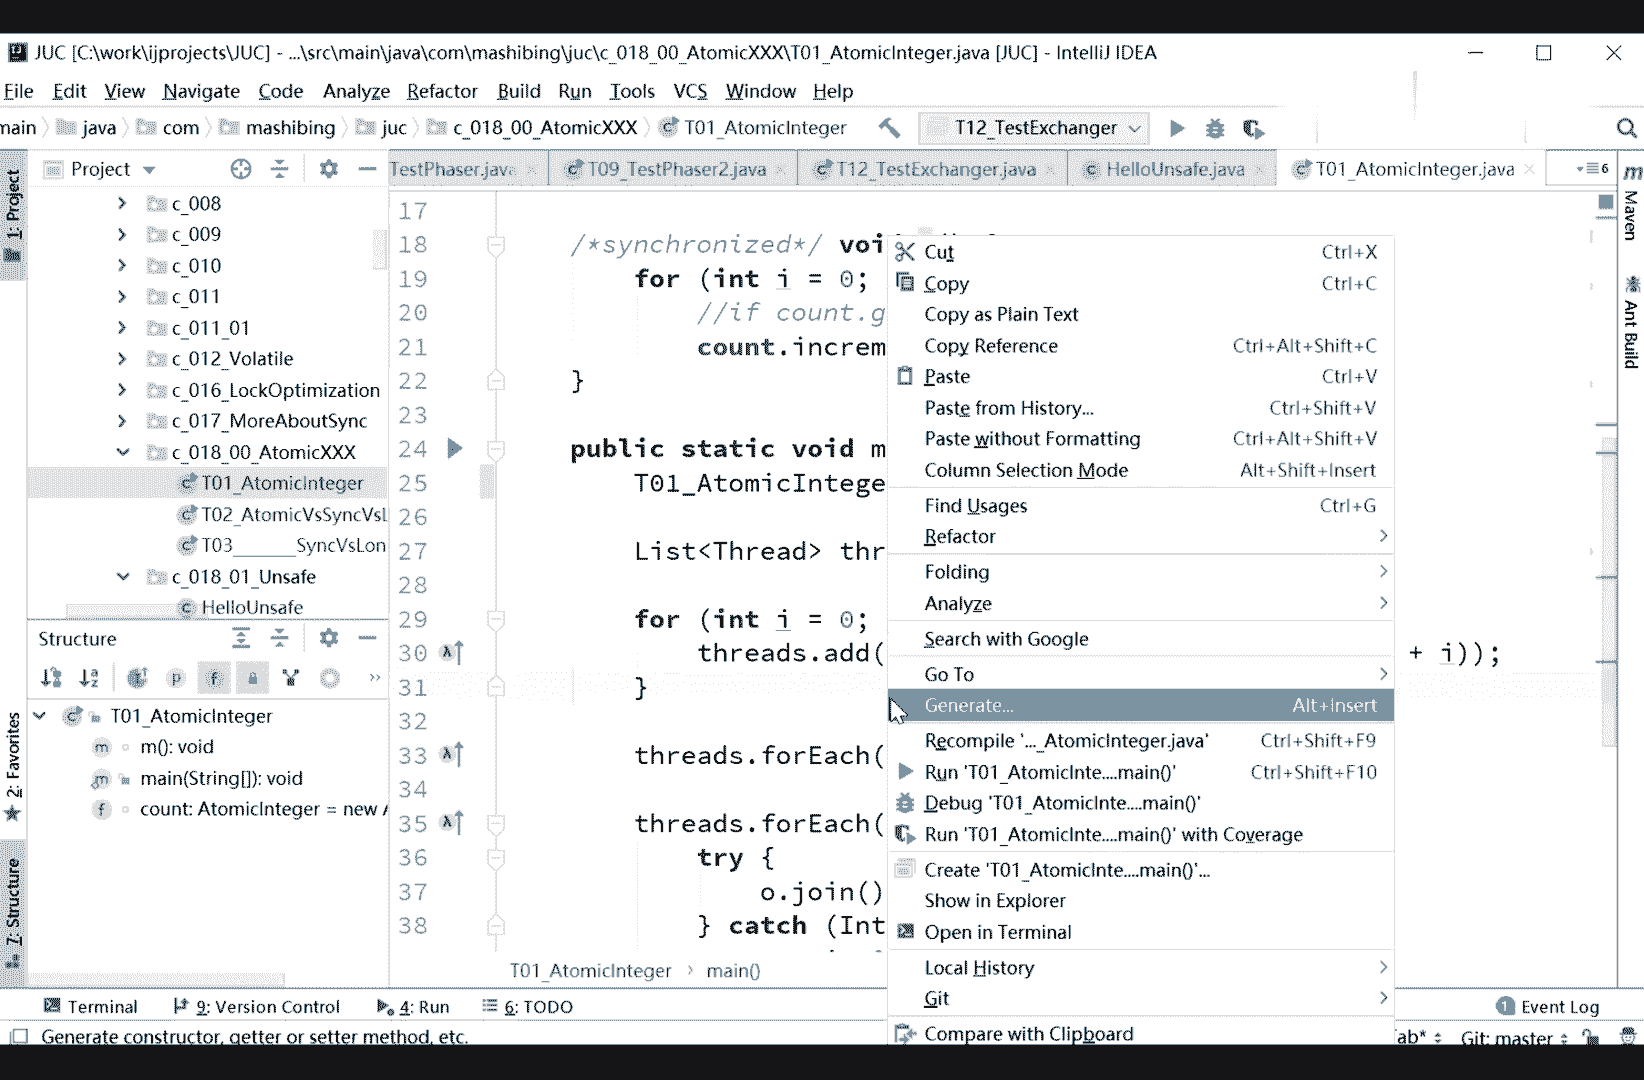 JUC [C:\work\ijprojects\JUC] - ...\src\main\java\com\mashibing\juc\c_018_00_AtomicXXX\T01_AtomicInteger.java [JUC] - IntelliJ IDEA
File Edit View Navigate Code Analyze Refactor Build Run Tools VCS Window Help
main java com mashibing juc c_018_00_AtomicXXX T01_AtomicInteger T12_TestExchanger
Project TestPhaser.java T09_TestPhaser2.java T12_TestExchanger.java HelloUnsafe.java T01_AtomicInteger.java 6
1: Project
c_008
c_009
c_010
c_011
c_011_01
c_012_Volatile
c_016_LockOptimization
c_017_MoreAboutSync
c_018_00_AtomicXXX
T01_AtomicInteger
T02_AtomicVsSyncVsL
T03_______SyncVsLon
c_018_01_Unsafe
HelloUnsafe
Structure
T01_AtomicInteger
m(): void
main(String[]): void
count: AtomicInteger = new A
2: Favorites
7: Structure
17
18 /*synchronized*/ voi
19 for (int i = 0;
20 //if count.g
21 count.increm
22 }
23
24 public static void m
25 T01_AtomicIntege
26
27 List<Thread> thr
28
29 for (int i = 0;
30 threads.add( + i));
31 }
32
33 threads.forEach(
34
35 threads.forEach(
36 try {
37 o.join()
38 } catch (Int
T01_AtomicInteger › main()
Cut Ctrl+X
Copy Ctrl+C
Copy as Plain Text
Copy Reference Ctrl+Alt+Shift+C
Paste Ctrl+V
Paste from History... Ctrl+Shift+V
Paste without Formatting Ctrl+Alt+Shift+V
Column Selection Mode Alt+Shift+Insert
Find Usages Ctrl+G
Refactor
Folding
Analyze
Search with Google
Go To
Generate... Alt+Insert
Recompile '..._AtomicInteger.java' Ctrl+Shift+F9
Run 'T01_AtomicInte....main()' Ctrl+Shift+F10
Debug 'T01_AtomicInte....main()'
Run 'T01_AtomicInte....main()' with Coverage
Create 'T01_AtomicInte....main()'...
Show in Explorer
Open in Terminal
Local History
Git
Compare with Clipboard
Maven
Ant Build
Terminal 9: Version Control 4: Run 6: TODO 1 Event Log
Generate constructor, getter or setter method, etc. ab* Git: master